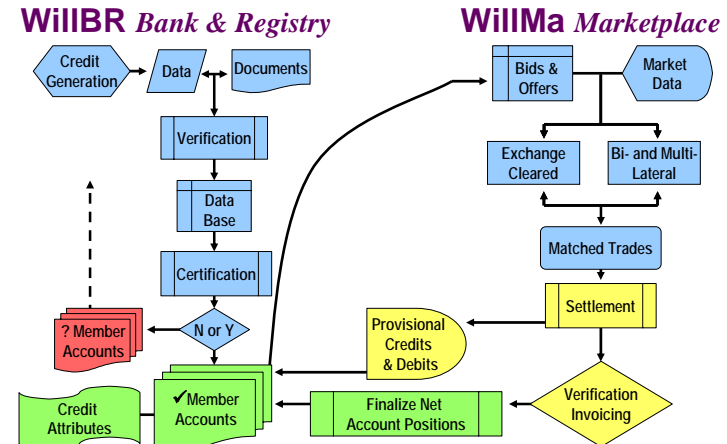 WillBR Bank & Registry
WillMa Marketplace
Credit
Generation
Data
Documents
Verification
Data
Base
Certification
N or Y
? Member
Accounts
✓Member
Accounts
Credit
Attributes
Bids &
Offers
Market
Data
Exchange
Cleared
Bi- and Multi-
Lateral
Matched Trades
Settlement
Provisional
Credits
& Debits
Verification
Invoicing
Finalize Net
Account Positions